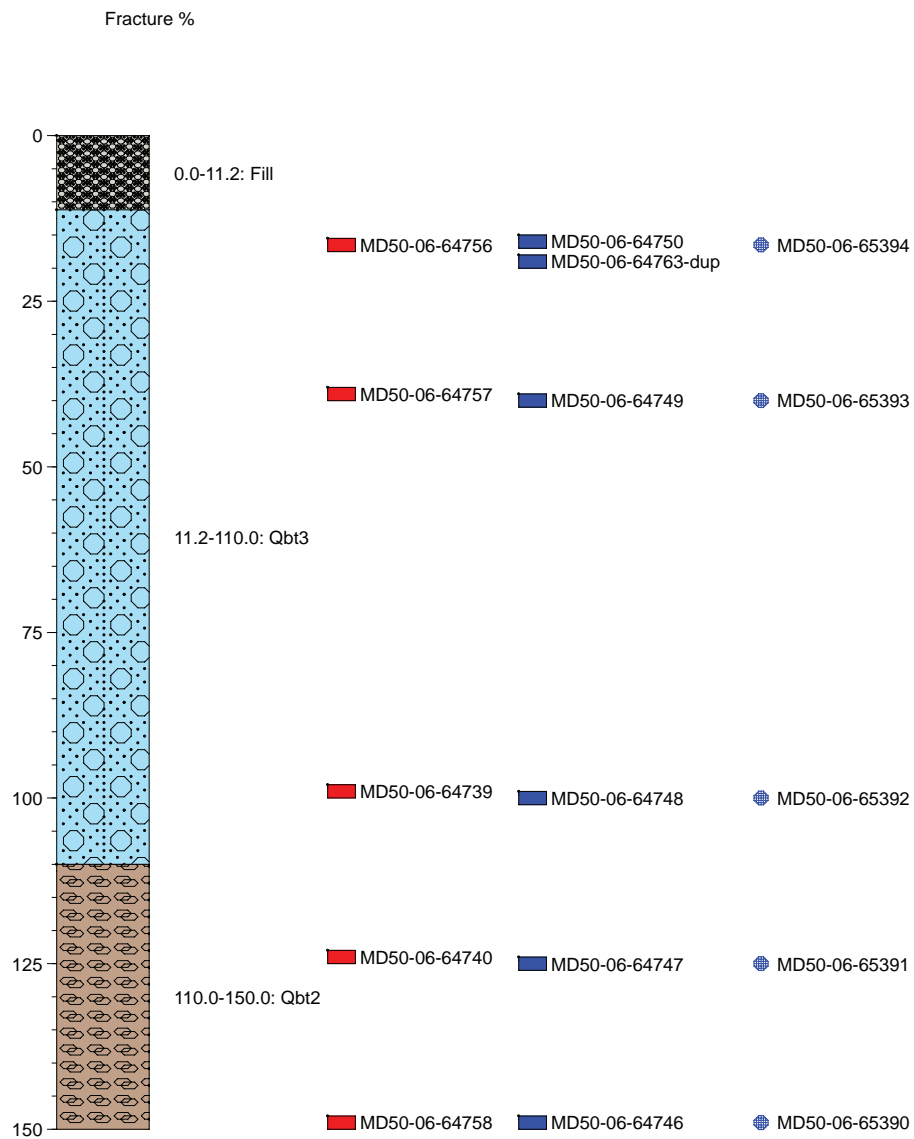 Fracture %
0
0.0-11.2: Fill
MD50-06-64756 MD50-06-64750 MD50-06-65394
MD50-06-64763-dup
25
MD50-06-64757 MD50-06-64749 MD50-06-65393
50
11.2-110.0: Qbt3
75
100 MD50-06-64739 MD50-06-64748 MD50-06-65392
125 MD50-06-64740 MD50-06-64747 MD50-06-65391
110.0-150.0: Qbt2
150 MD50-06-64758 MD50-06-64746 MD50-06-65390